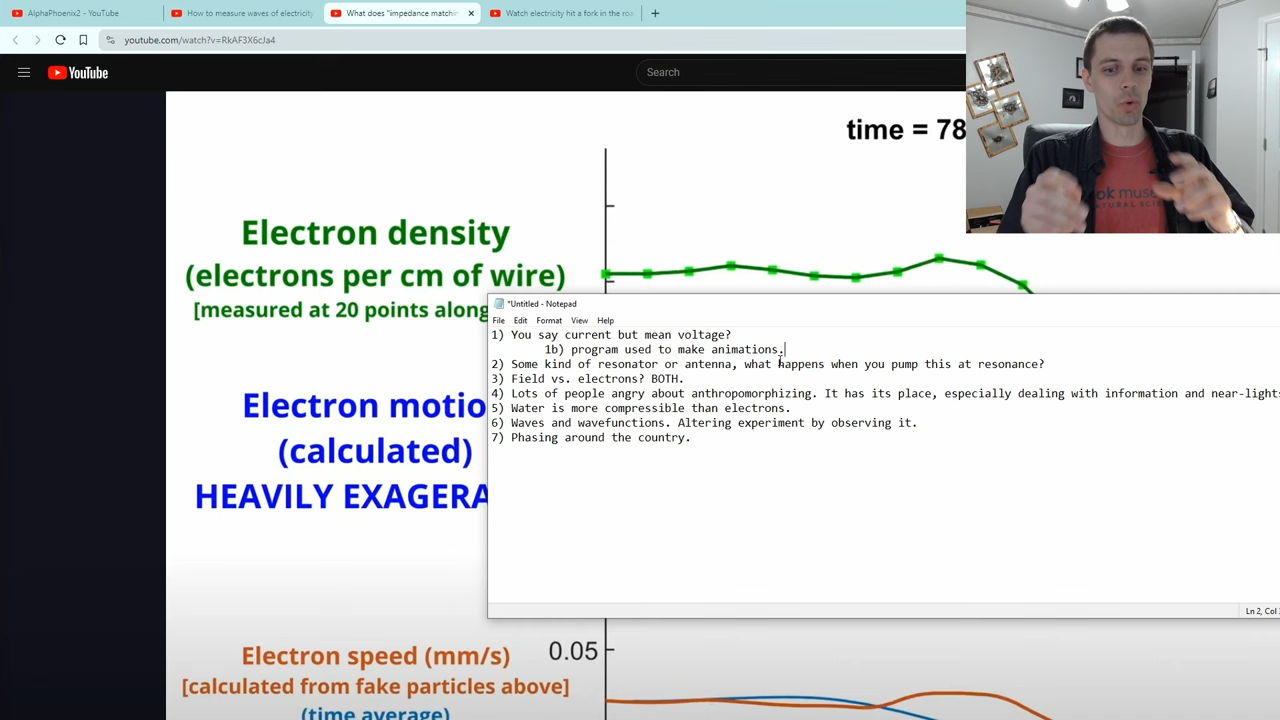 AlphaPhoenix2 - YouTube
How to measure waves of electricity
What does "impedance matchin
Watch electricity hit a fork in the roa
youtube.com/watch?v=RkAF3X6cJa4
YouTube
Search
time = 78
Electron density
(electrons per cm of wire)
[measured at 20 points along
*Untitled - Notepad
File Edit Format View Help
1) You say current but mean voltage?
1b) program used to make animations.
2) Some kind of resonator or antenna, what happens when you pump this at resonance?
3) Field vs. electrons? BOTH.
4) Lots of people angry about anthropomorphizing. It has its place, especially dealing with information and near-lights
5) Water is more compressible than electrons.
6) Waves and wavefunctions. Altering experiment by observing it.
7) Phasing around the country.
Ln 2, Col
Electron motio
(calculated)
HEAVILY EXAGERA
Electron speed (mm/s)
[calculated from fake particles above]
(time average)
0.05
ok muse
NATURAL SCIE